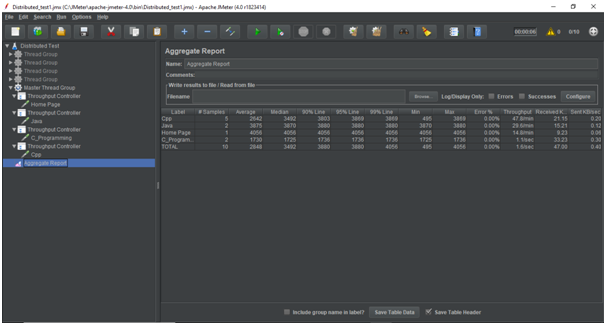 Distributed_test1.jmx (C:\JMeter\apache-jmeter-4.0\bin\Distributed_test1.jmx) - Apache JMeter (4.0 r1823414)
File Edit Search Run Options Help
00:00:06 0 0/10
Distributed Test
Thread Group
Thread Group
Thread Group
Thread Group
Master Thread Group
Throughput Controller
Home Page
Throughput Controller
Java
Throughput Controller
C_Programming
Throughput Controller
Cpp
Aggregate Report
Aggregate Report
Name: Aggregate Report
Comments:
Write results to file / Read from file
Filename Browse... Log/Display Only: Errors Successes Configure
Label # Samples Average Median 90% Line 95% Line 99% Line Min Max Error % Throughput Received K... Sent KB/sec
Cpp 5 2642 3492 3803 3869 3869 495 3869 0.00% 47.8/min 21.15 0.20
Java 2 3875 3870 3880 3880 3880 3870 3880 0.00% 29.6/min 15.21 0.12
Home Page 1 4056 4056 4056 4056 4056 4056 4056 0.00% 14.8/min 8.23 0.06
C_Program... 2 1730 1725 1736 1736 1736 1725 1736 0.00% 1.1/sec 33.23 0.30
TOTAL 10 2846 3492 3880 4056 4056 495 4056 0.00% 1.6/sec 47.00 0.40
Include group name in label? Save Table Data Save Table Header